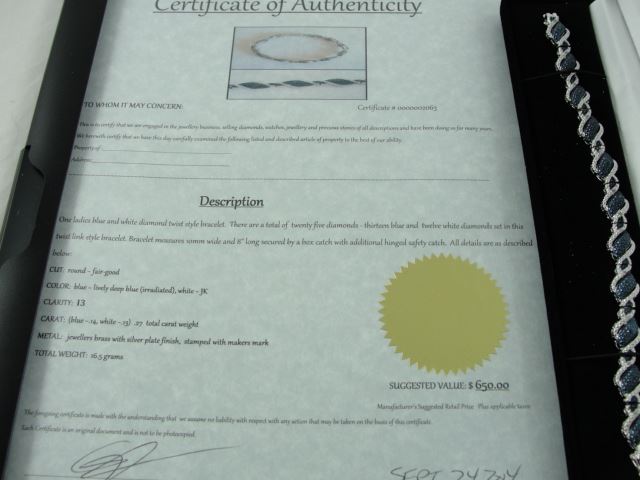 Certificate of Authenticity
TO WHOM IT MAY CONCERN:
Certificate # 0000002063
This is to certify that we are engaged in the jewellery business, selling diamonds, watches, jewellery and precious stones of all descriptions and have been doing so for many years.
We herewith certify that we have this day carefully examined the following listed and described article of property to the best of our ability.
Property of
Address:
Description
One ladies blue and white diamond twist style bracelet. There are a total of twenty five diamonds - thirteen blue and twelve white diamonds set in this
twist link style bracelet. Bracelet measures 10mm wide and 8" long secured by a box catch with additional hinged safety catch. All details are as described
below:
CUT: round - fair-good
COLOR: blue - lively deep blue (irradiated), white - JK
CLARITY: I3
CARAT: (blue -.14, white -.13) .27 total carat weight
METAL: jewellers brass with silver plate finish, stamped with makers mark
TOTAL WEIGHT: 16.5 grams
SUGGESTED VALUE: $ 650.00
Manufacturer's Suggested Retail Price Plus applicable taxes
The foregoing certificate is made with the understanding that we assume no liability with respect with any action that may be taken on the basis of this certificate.
Each Certificate is an original document and is not to be photocopied.
SEPT 24